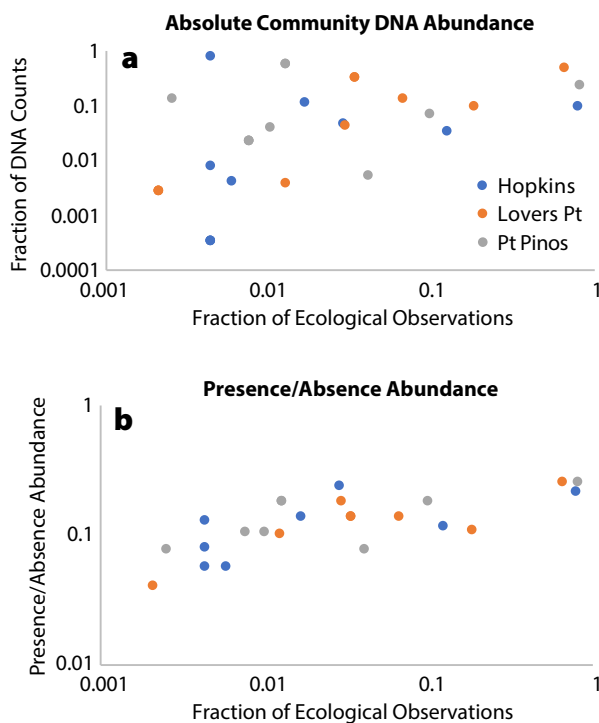 Absolute Community DNA Abundance
a
Fraction of DNA Counts
1
0.1
0.01
0.001
0.0001
Hopkins
Lovers Pt
Pt Pinos
0.001 0.01 0.1 1
Fraction of Ecological Observations
Presence/Absence Abundance
b
Presence/Absence Abundance
1
0.1
0.01
0.001 0.01 0.1 1
Fraction of Ecological Observations